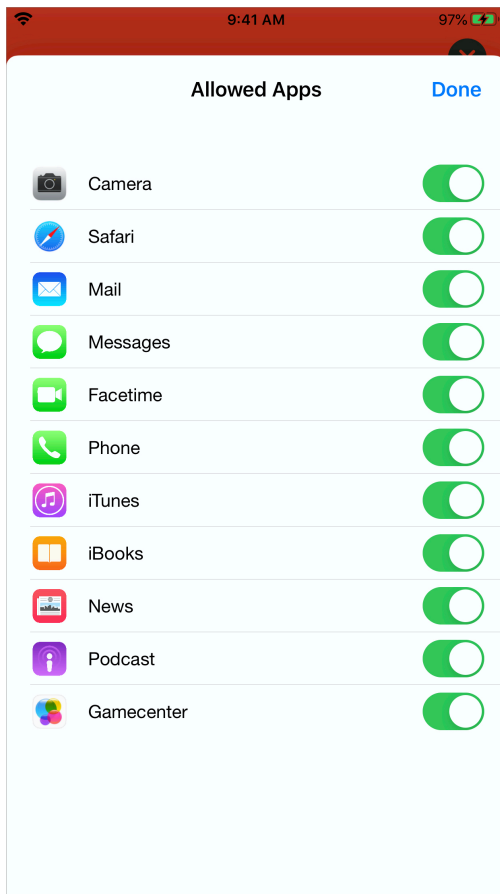 9:41 AM 97%
Allowed Apps Done
Camera
Safari
Mail
Messages
Facetime
Phone
iTunes
iBooks
News
Podcast
Gamecenter